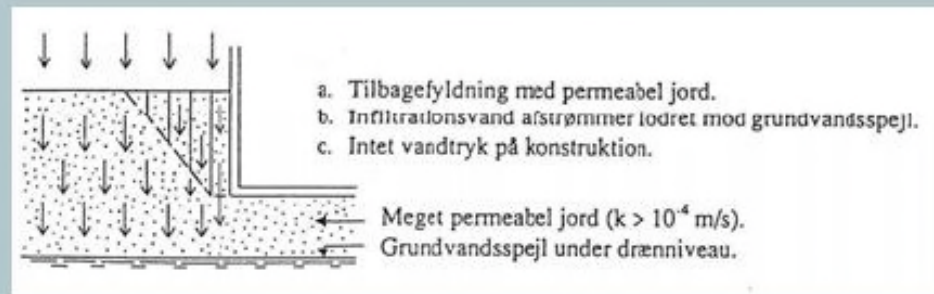 a. Tilbagefyldning med permeabel jord.
b. Infiltrationsvand afstrømmer lodret mod grundvandsspejl.
c. Intet vandtryk på konstruktion.
Meget permeabel jord (k > 10⁻⁴ m/s).
Grundvandsspejl under drænniveau.